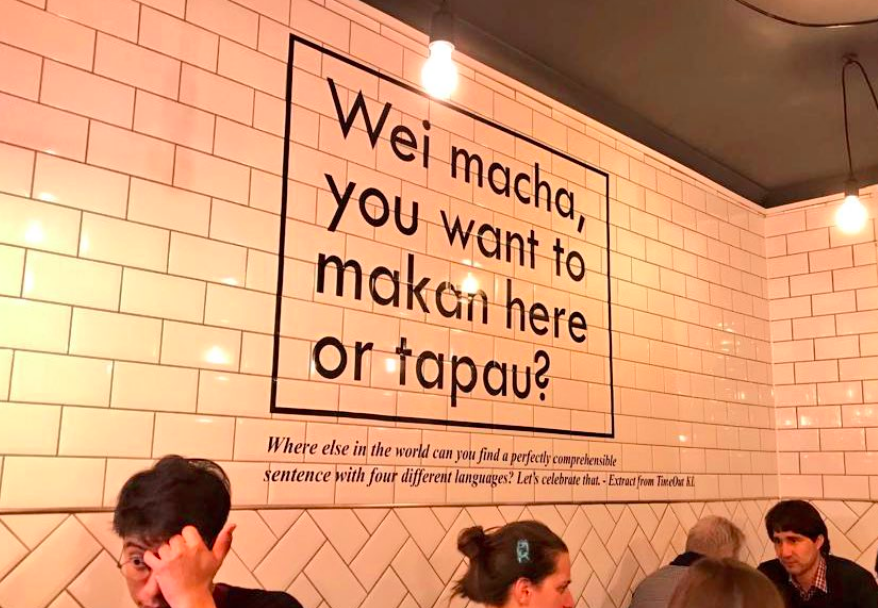 Wei macha,
you want to
makan here
or tapau?
Where else in the world can you find a perfectly comprehensible
sentence with four different languages? Let's celebrate that. - Extract from TimeOut KL